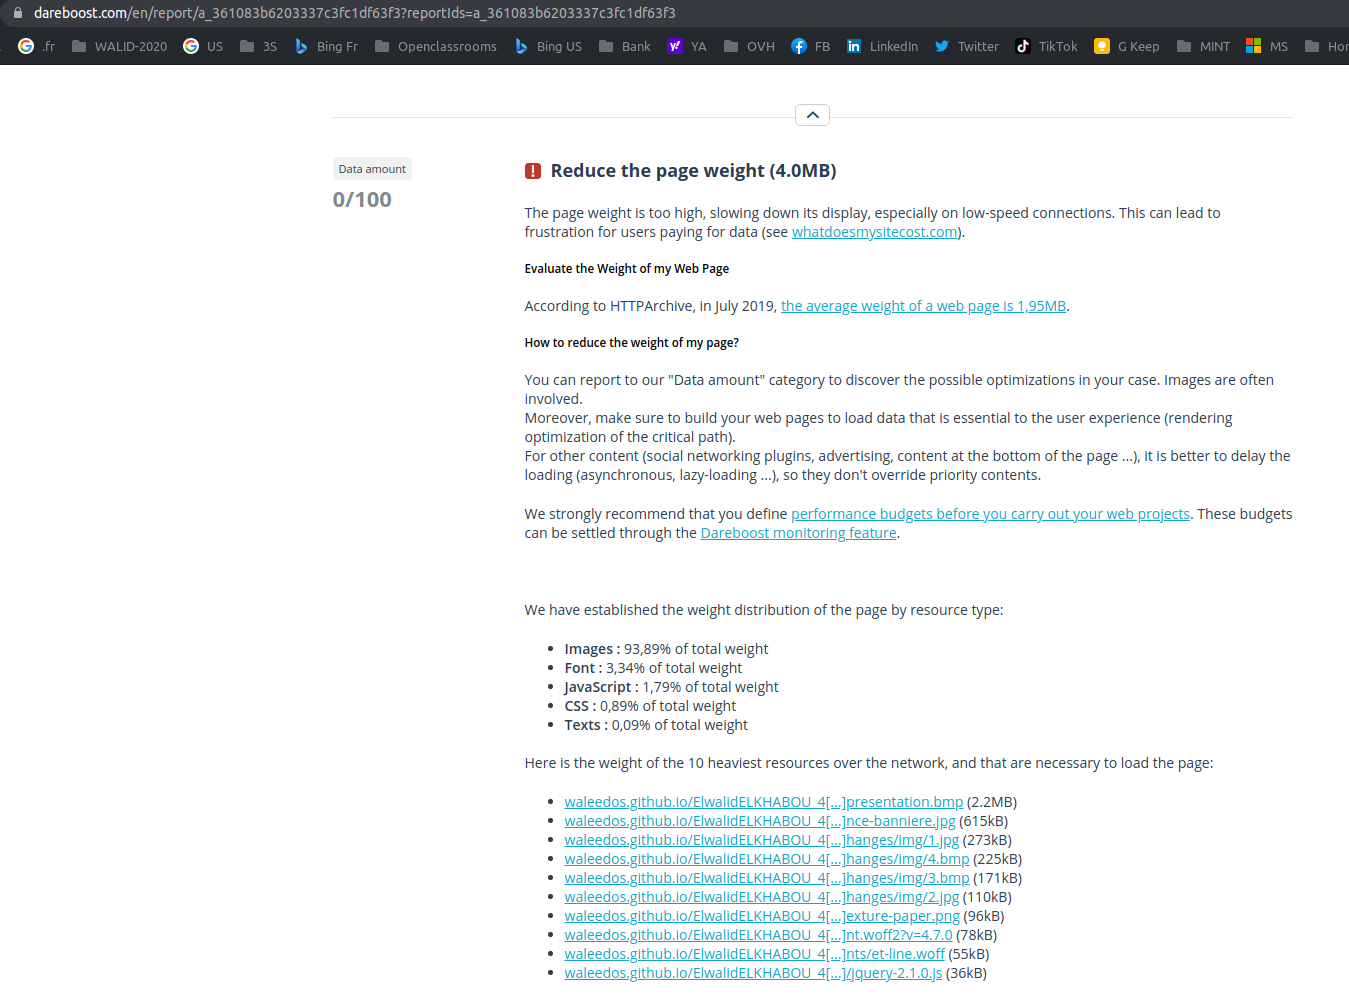 dareboost.com/en/report/a_361083b6203337c3fc1df63f3?reportIds=a_361083b6203337c3fc1df63f3
.fr WALID-2020 US 3S Bing Fr Openclassrooms Bing US Bank YA OVH FB LinkedIn Twitter TikTok G Keep MINT MS Hor
Data amount
0/100
Reduce the page weight (4.0MB)
The page weight is too high, slowing down its display, especially on low-speed connections. This can lead to
frustration for users paying for data (see whatdoesmysitecost.com).
Evaluate the Weight of my Web Page
According to HTTPArchive, in July 2019, the average weight of a web page is 1,95MB.
How to reduce the weight of my page?
You can report to our "Data amount" category to discover the possible optimizations in your case. Images are often
involved.
Moreover, make sure to build your web pages to load data that is essential to the user experience (rendering
optimization of the critical path).
For other content (social networking plugins, advertising, content at the bottom of the page ...), it is better to delay the
loading (asynchronous, lazy-loading ...), so they don't override priority contents.
We strongly recommend that you define performance budgets before you carry out your web projects. These budgets
can be settled through the Dareboost monitoring feature.
We have established the weight distribution of the page by resource type:
• Images : 93,89% of total weight
• Font : 3,34% of total weight
• JavaScript : 1,79% of total weight
• CSS : 0,89% of total weight
• Texts : 0,09% of total weight
Here is the weight of the 10 heaviest resources over the network, and that are necessary to load the page:
• waleedos.github.io/ElwalidELKHABOU_4[...]presentation.bmp (2.2MB)
• waleedos.github.io/ElwalidELKHABOU_4[...]nce-banniere.jpg (615kB)
• waleedos.github.io/ElwalidELKHABOU_4[...]hanges/img/1.jpg (273kB)
• waleedos.github.io/ElwalidELKHABOU_4[...]hanges/img/4.bmp (225kB)
• waleedos.github.io/ElwalidELKHABOU_4[...]hanges/img/3.bmp (171kB)
• waleedos.github.io/ElwalidELKHABOU_4[...]hanges/img/2.jpg (110kB)
• waleedos.github.io/ElwalidELKHABOU_4[...]exture-paper.png (96kB)
• waleedos.github.io/ElwalidELKHABOU_4[...]nt.woff2?v=4.7.0 (78kB)
• waleedos.github.io/ElwalidELKHABOU_4[...]nts/et-line.woff (55kB)
• waleedos.github.io/ElwalidELKHABOU_4[...]/jquery-2.1.0.js (36kB)